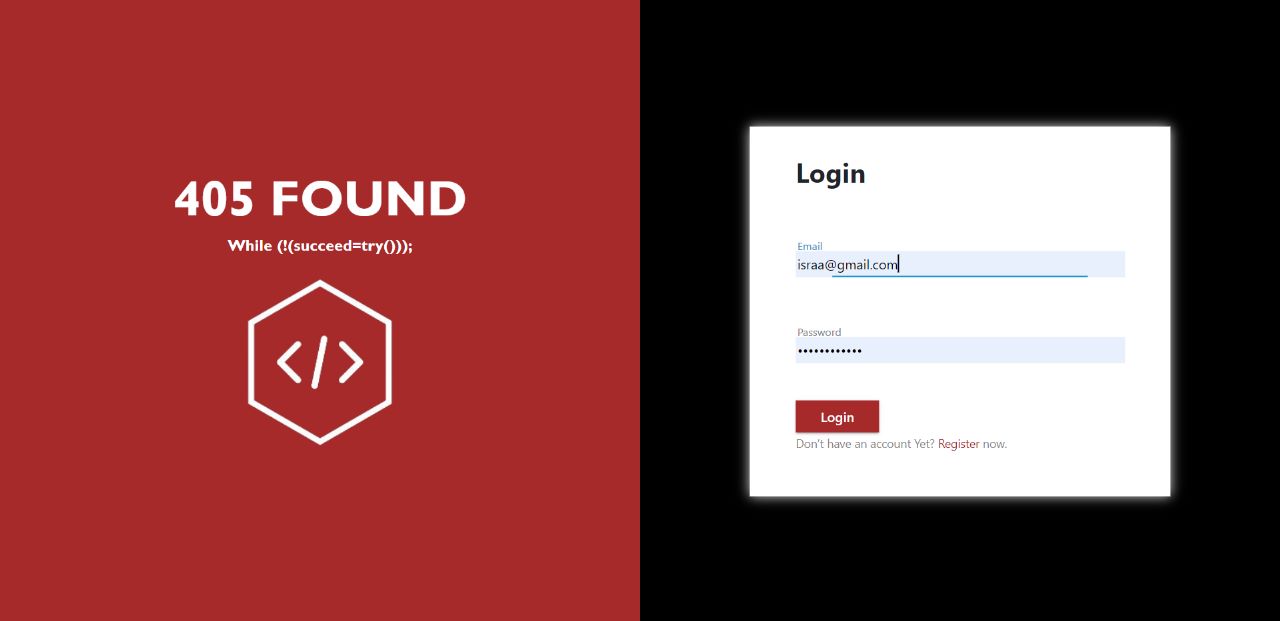 405 FOUND
While (!(succeed=try()));
</>
Login
Email
israa@gmail.com
Password
••••••••••••
Login
Don't have an account Yet? Register now.